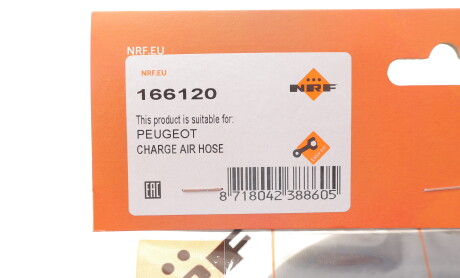 NRF.EU
NRF.EU
NRF
166120
This product is suitable for:
PEUGEOT
CHARGE AIR HOSE
EAC
8 718042 388605
NRF